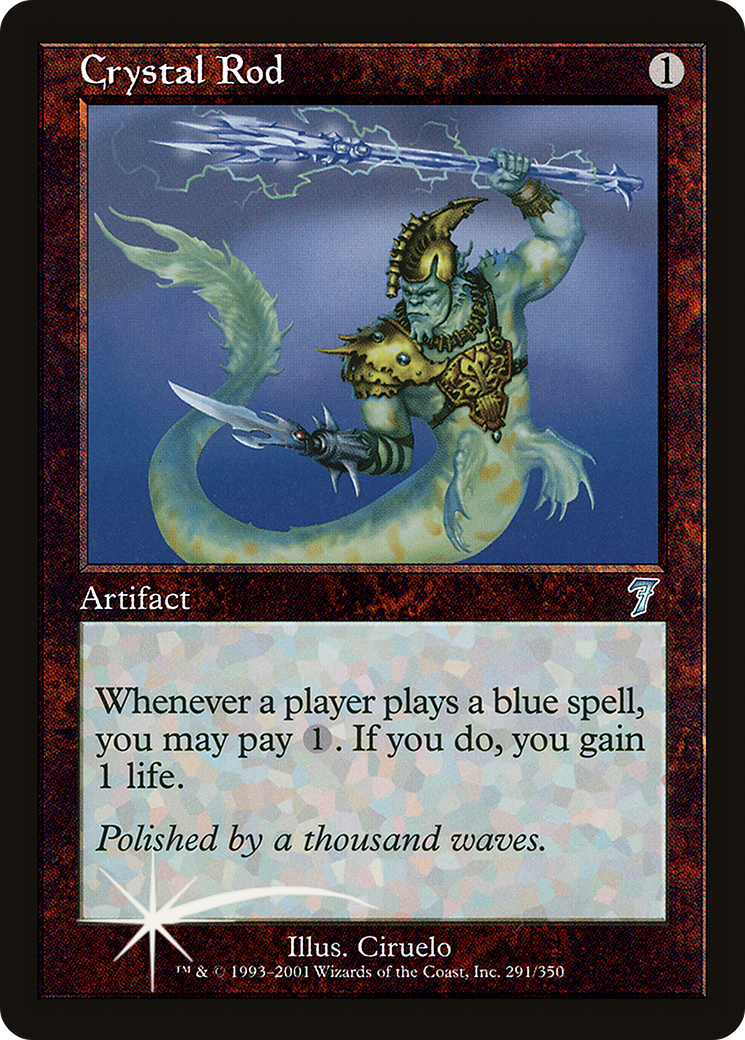 Crystal Rod 1
Artifact 7
Whenever a player plays a blue spell,
you may pay 1. If you do, you gain
1 life.
Polished by a thousand waves.
Illus. Ciruelo
™ & © 1993–2001 Wizards of the Coast, Inc. 291/350